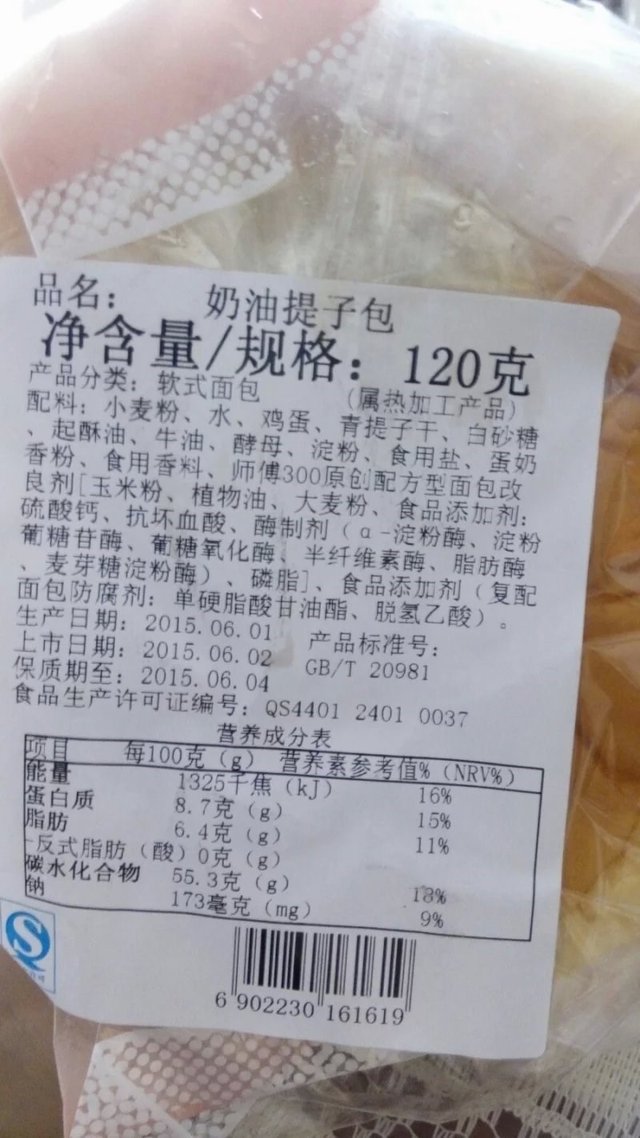 品名： 奶油提子包
净含量/规格：120克
产品分类：软式面包 （属热加工产品）
配料：小麦粉、水、鸡蛋、青提子干、白砂糖
、起酥油、牛油、酵母、淀粉、食用盐、蛋奶
香粉、食用香料、师傅300原创配方型面包改
良剂[玉米粉、植物油、大麦粉、食品添加剂：
硫酸钙、抗坏血酸、酶制剂（α-淀粉酶、淀粉
葡糖苷酶、葡糖氧化酶、半纤维素酶、脂肪酶
、麦芽糖淀粉酶）、磷脂]、食品添加剂（复配
面包防腐剂：单硬脂酸甘油酯、脱氢乙酸）。
生产日期：2015.06.01 产品标准号：
上市日期：2015.06.02 GB/T 20981
保质期至：2015.06.04
食品生产许可证编号：QS4401 2401 0037
营养成分表
项目 每100克（g） 营养素参考值%（NRV%）
能量 1325千焦（kJ） 16%
蛋白质 8.7克（g） 15%
脂肪 6.4克（g） 11%
-反式脂肪（酸）0克（g）
碳水化合物 55.3克（g） 18%
钠 173毫克（mg） 9%
6 902230 161619